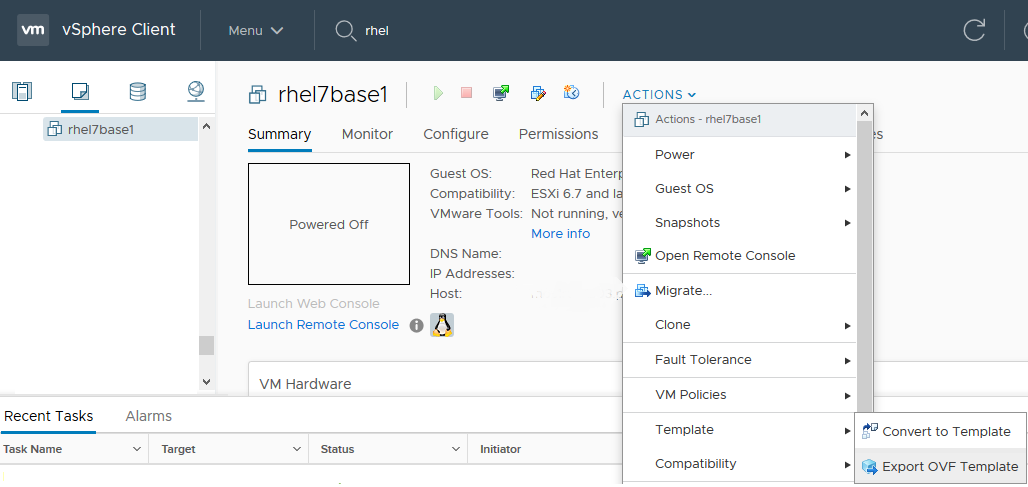 vm vSphere Client Menu rhel
rhel7base1
rhel7base1 ACTIONS
Summary Monitor Configure Permissions es
Powered Off
Guest OS: Red Hat Enterp
Compatibility: ESXi 6.7 and la
VMware Tools: Not running, ve
More info
DNS Name:
IP Addresses:
Host:
Launch Web Console
Launch Remote Console
VM Hardware
Actions - rhel7base1
Power
Guest OS
Snapshots
Open Remote Console
Migrate...
Clone
Fault Tolerance
VM Policies
Template
Compatibility
Convert to Template
Export OVF Template
Recent Tasks Alarms
Task Name Target Status Initiator